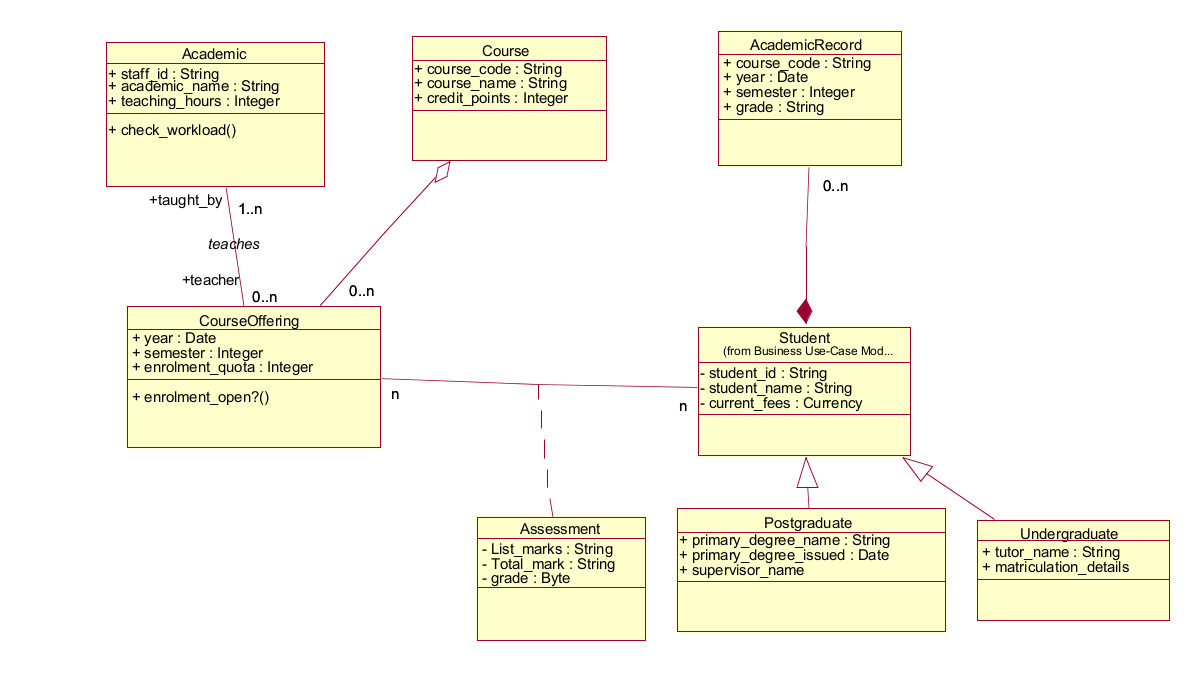 Academic
+ staff_id : String
+ academic_name : String
+ teaching_hours : Integer
+ check_workload()
Course
+ course_code : String
+ course_name : String
+ credit_points : Integer
AcademicRecord
+ course_code : String
+ year : Date
+ semester : Integer
+ grade : String
+taught_by
1..n
teaches
+teacher
0..n
0..n
0..n
CourseOffering
+ year : Date
+ semester : Integer
+ enrolment_quota : Integer
+ enrolment_open?()
n
n
Student
(from Business Use-Case Mod...
- student_id : String
- student_name : String
- current_fees : Currency
Assessment
- List_marks : String
- Total_mark : String
- grade : Byte
Postgraduate
+ primary_degree_name : String
+ primary_degree_issued : Date
+ supervisor_name
Undergraduate
+ tutor_name : String
+ matriculation_details